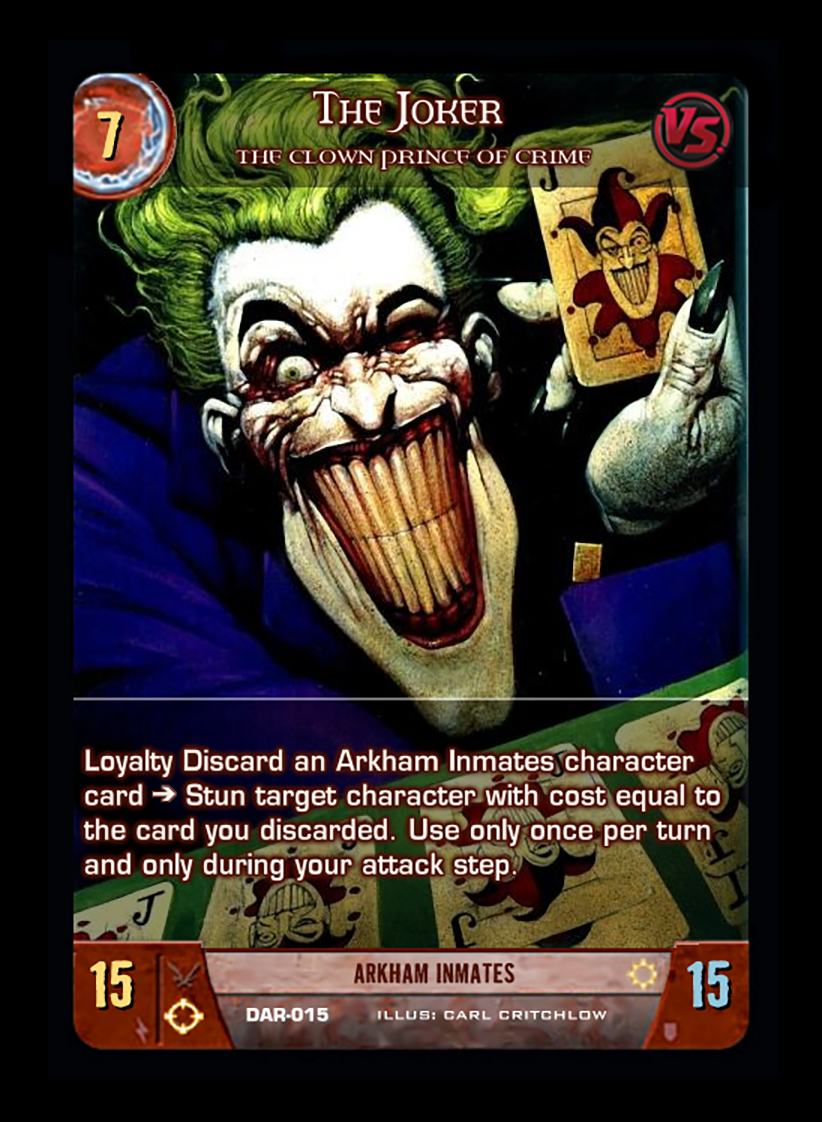 7
THE JOKER
VS.
THE CLOWN PRINCE OF CRIME
J
Loyalty Discard an Arkham Inmates character
card ➔ Stun target character with cost equal to
the card you discarded. Use only once per turn
and only during your attack step.
J
J
J
15
ARKHAM INMATES
15
DAR-015 ILLUS: CARL CRITCHLOW